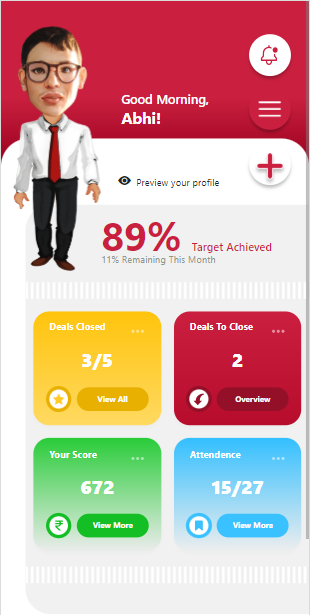 Good Morning,
Abhi!
Preview your profile
89% Target Achieved
11% Remaining This Month
Deals Closed
3/5
View All
Deals To Close
2
Overview
Your Score
672
₹ View More
Attendence
15/27
View More